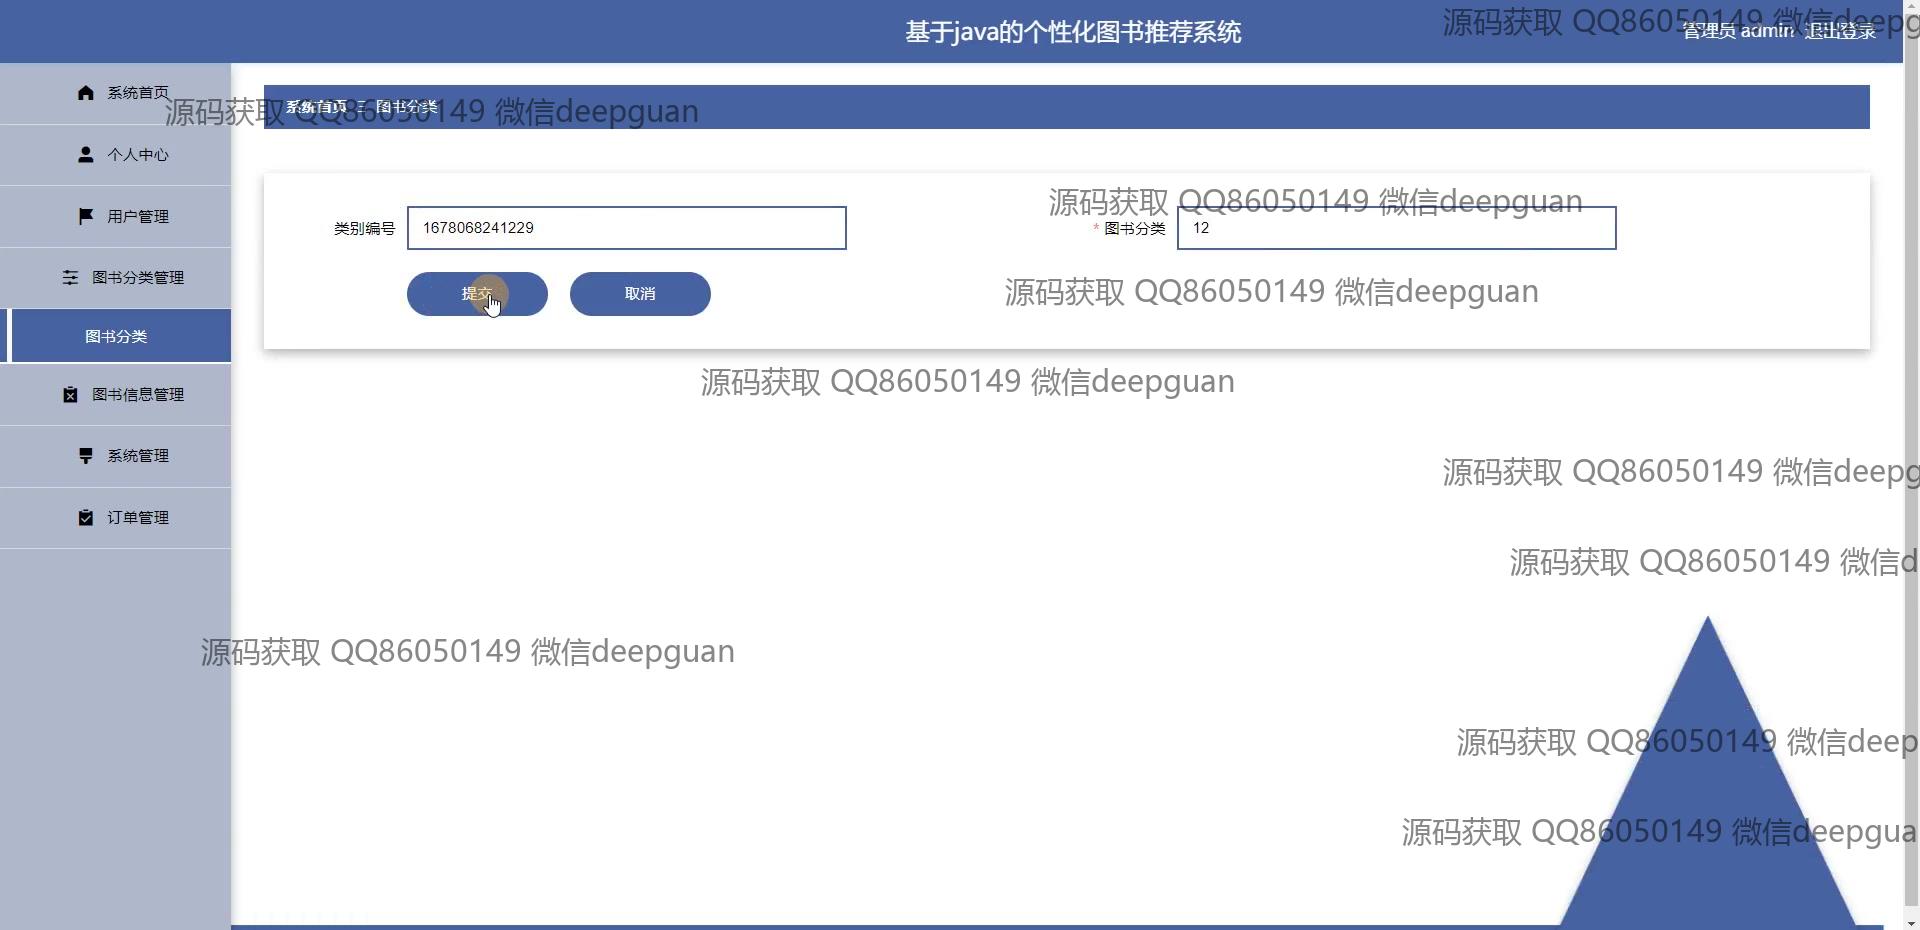 基于java的个性化图书推荐系统
源码获取 QQ86050149 微信deepg
管理员 admin 退出登录
系统首页
系统首页 三 图书分类
源码获取 QQ86050149 微信deepguan
个人中心
用户管理
图书分类管理
图书分类
图书信息管理
系统管理
订单管理
源码获取 QQ86050149 微信deepguan
类别编号 1678068241229
* 图书分类 12
提交
取消
源码获取 QQ86050149 微信deepguan
源码获取 QQ86050149 微信deepguan
源码获取 QQ86050149 微信deepg
源码获取 QQ86050149 微信d
源码获取 QQ86050149 微信deepguan
源码获取 QQ86050149 微信deep
源码获取 QQ86050149 微信deepgua